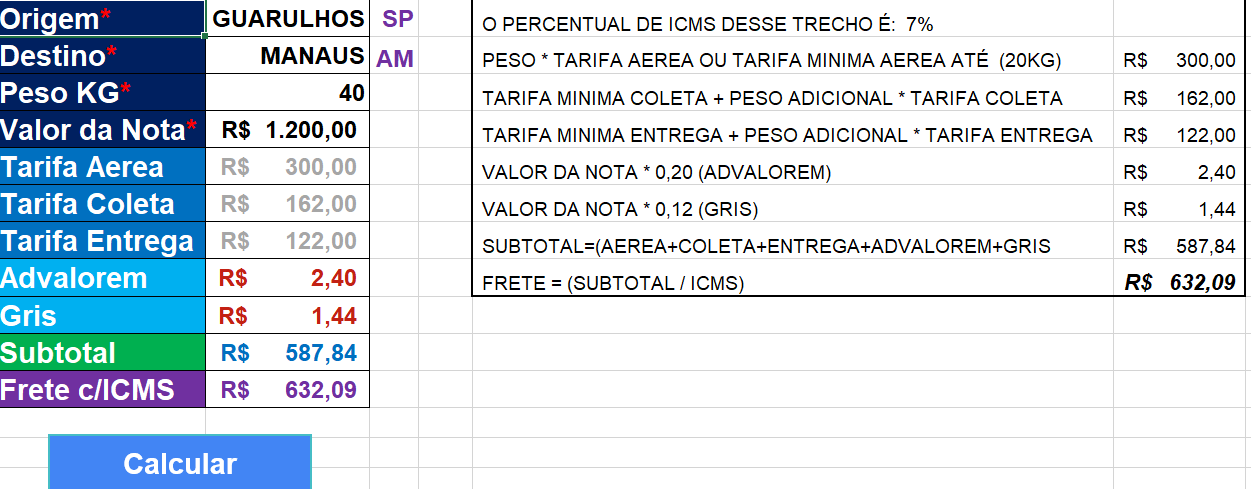 Origem* GUARULHOS SP
Destino* MANAUS AM
Peso KG* 40
Valor da Nota* R$ 1.200,00
Tarifa Aerea R$ 300,00
Tarifa Coleta R$ 162,00
Tarifa Entrega R$ 122,00
Advalorem R$ 2,40
Gris R$ 1,44
Subtotal R$ 587,84
Frete c/ICMS R$ 632,09
Calcular
O PERCENTUAL DE ICMS DESSE TRECHO É: 7%
PESO * TARIFA AEREA OU TARIFA MINIMA AEREA ATÉ (20KG) R$ 300,00
TARIFA MINIMA COLETA + PESO ADICIONAL * TARIFA COLETA R$ 162,00
TARIFA MINIMA ENTREGA + PESO ADICIONAL * TARIFA ENTREGA R$ 122,00
VALOR DA NOTA * 0,20 (ADVALOREM) R$ 2,40
VALOR DA NOTA * 0,12 (GRIS) R$ 1,44
SUBTOTAL=(AEREA+COLETA+ENTREGA+ADVALOREM+GRIS R$ 587,84
FRETE = (SUBTOTAL / ICMS) R$ 632,09